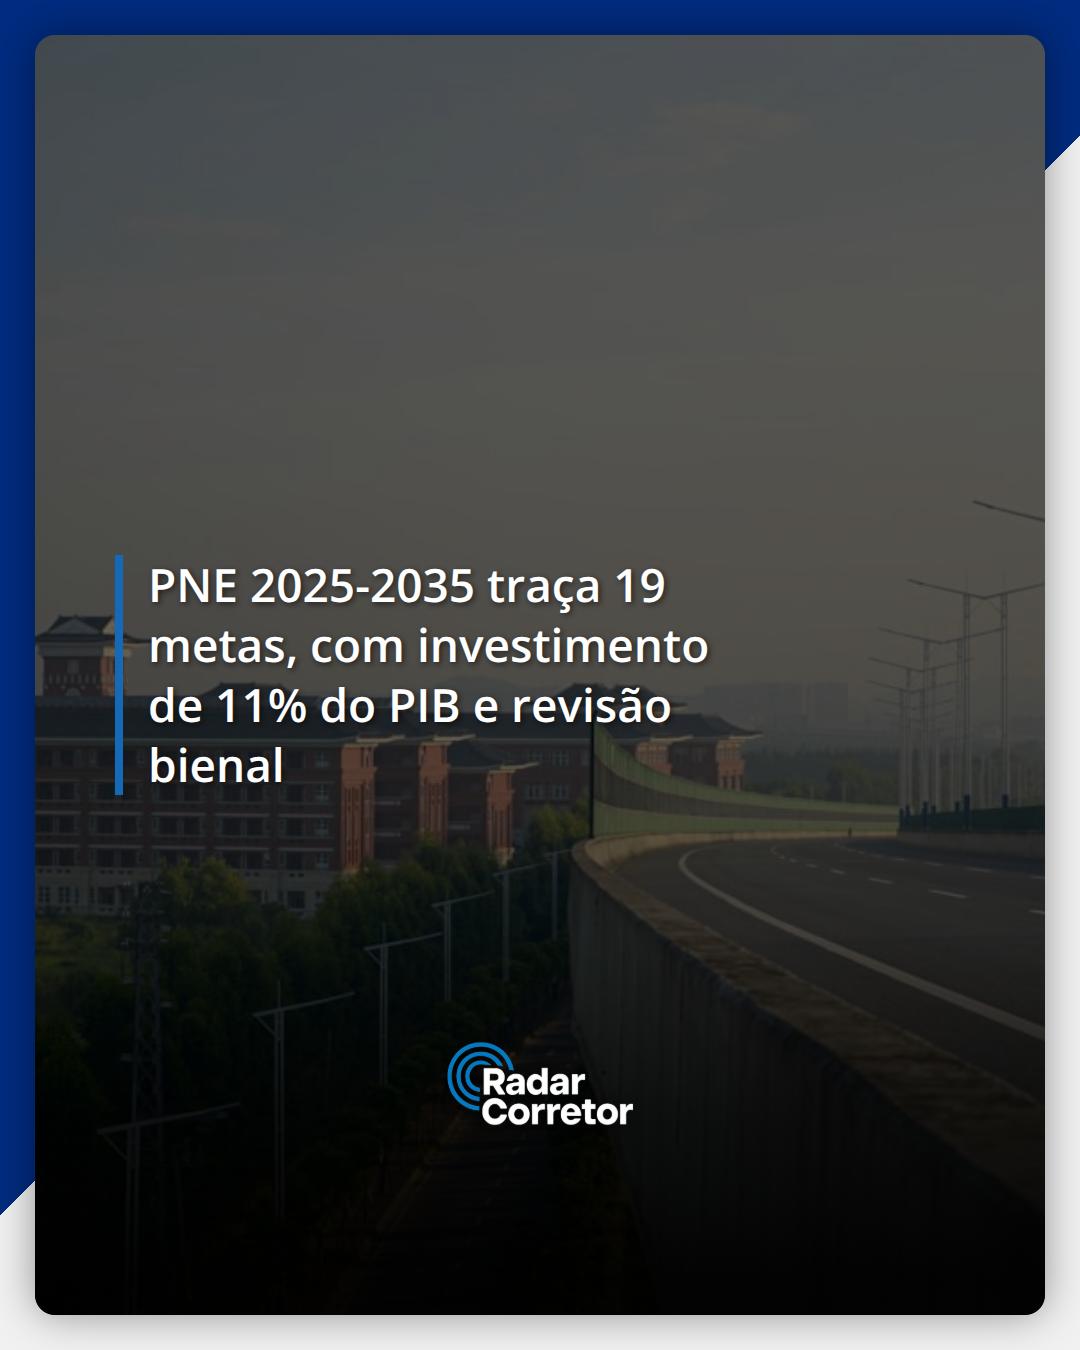 PNE 2025-2035 traça 19
metas, com investimento
de 11% do PIB e revisão
bienal
Radar
Corretor